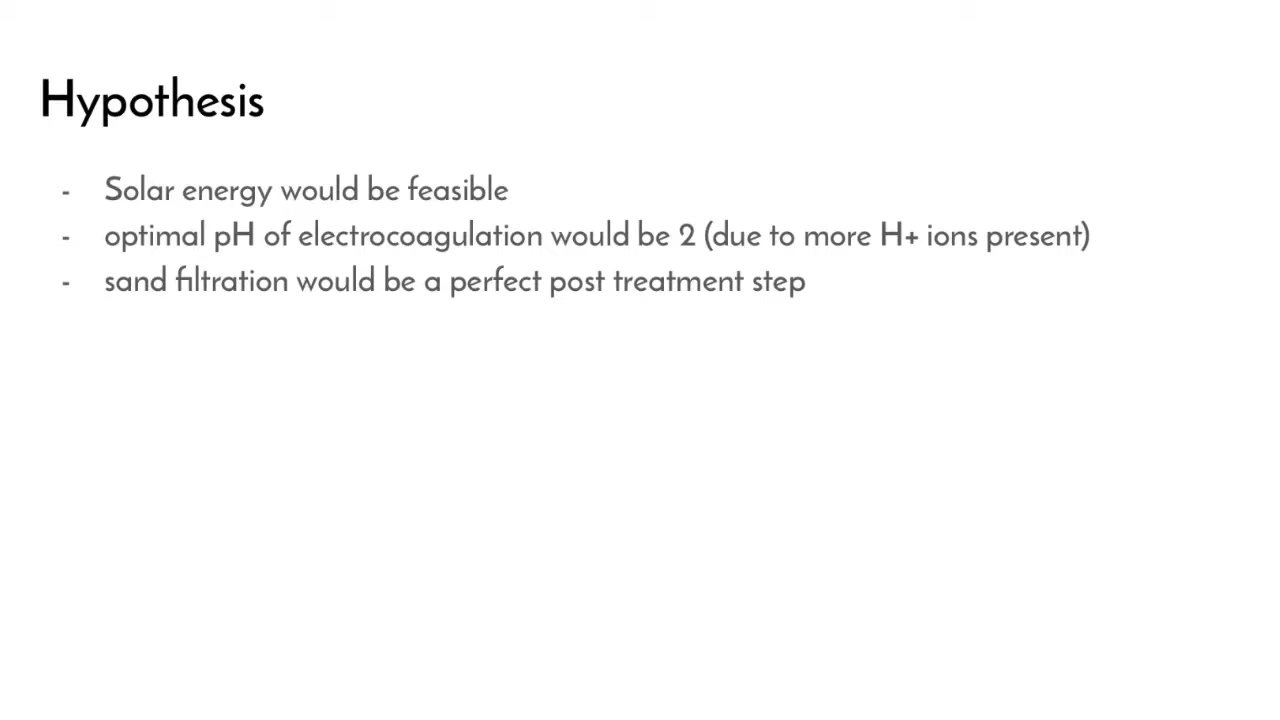 Hypothesis
- Solar energy would be feasible
- optimal pH of electrocoagulation would be 2 (due to more H+ ions present)
- sand filtration would be a perfect post treatment step